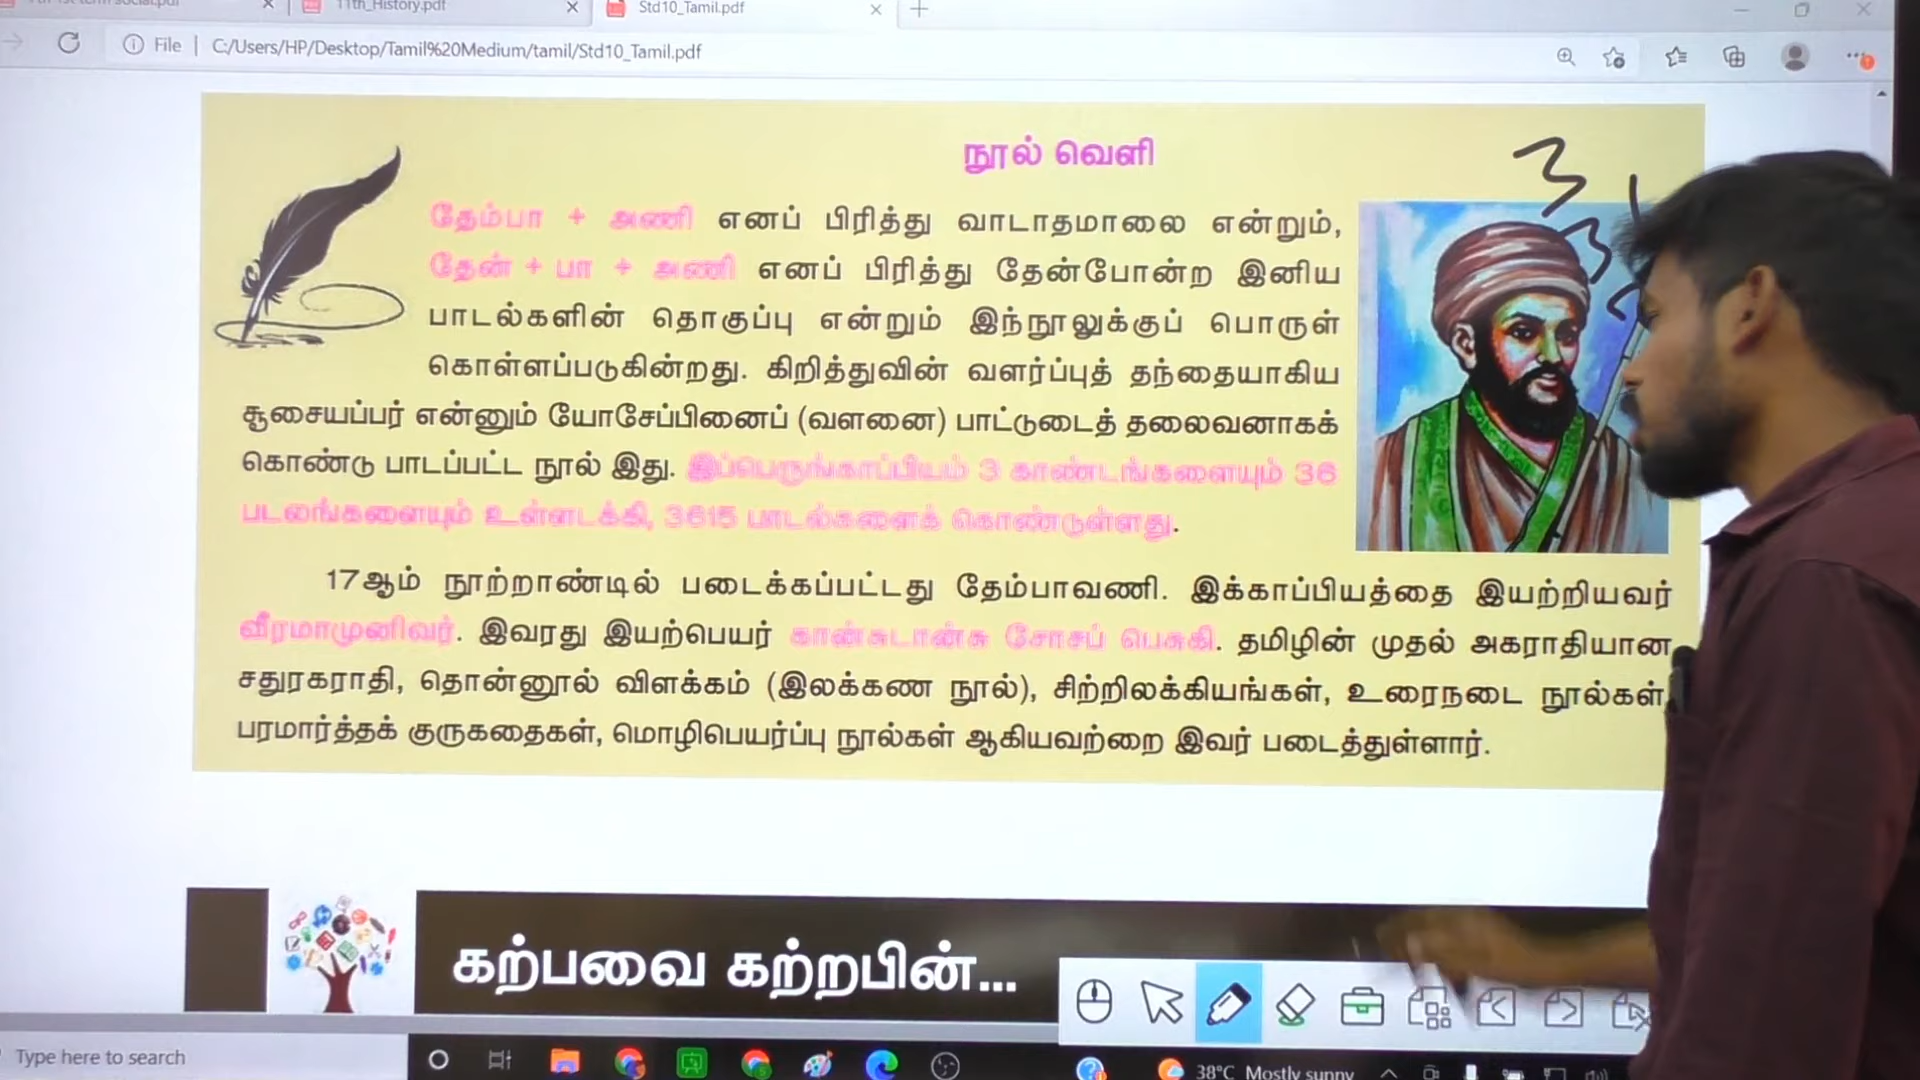 11th_History.pdf
Std10_Tamil.pdf
File
C:/Users/HP/Desktop/Tamil%20Medium/tamil/Std10_Tamil.pdf
நூல் வெளி
தேம்பா + அணி எனப் பிரித்து வாடாதமாலை என்றும்,
தேன் + பா + அணி எனப் பிரித்து தேன்போன்ற இனிய
பாடல்களின் தொகுப்பு என்றும் இந்நூலுக்குப் பொருள்
கொள்ளப்படுகின்றது. கிறித்துவின் வளர்ப்புத் தந்தையாகிய
சூசையப்பர் என்னும் யோசேப்பினைப் (வளனை) பாட்டுடைத் தலைவனாகக்
கொண்டு பாடப்பட்ட நூல் இது. இப்பெருங்காப்பியம் 3 காண்டங்களையும் 36
படலங்களையும் உள்ளடக்கி, 3615 பாடல்களைக் கொண்டுள்ளது.
17ஆம் நூற்றாண்டில் படைக்கப்பட்டது தேம்பாவணி. இக்காப்பியத்தை இயற்றியவர்
வீரமாமுனிவர். இவரது இயற்பெயர் கான்சுடான்சு சோசப் பெசுகி. தமிழின் முதல் அகராதியான
சதுரகராதி, தொன்னூல் விளக்கம் (இலக்கண நூல்), சிற்றிலக்கியங்கள், உரைநடை நூல்கள்,
பரமார்த்தக் குருகதைகள், மொழிபெயர்ப்பு நூல்கள் ஆகியவற்றை இவர் படைத்துள்ளார்.
கற்பவை கற்றபின்...
Type here to search
38°C Mostly sunny